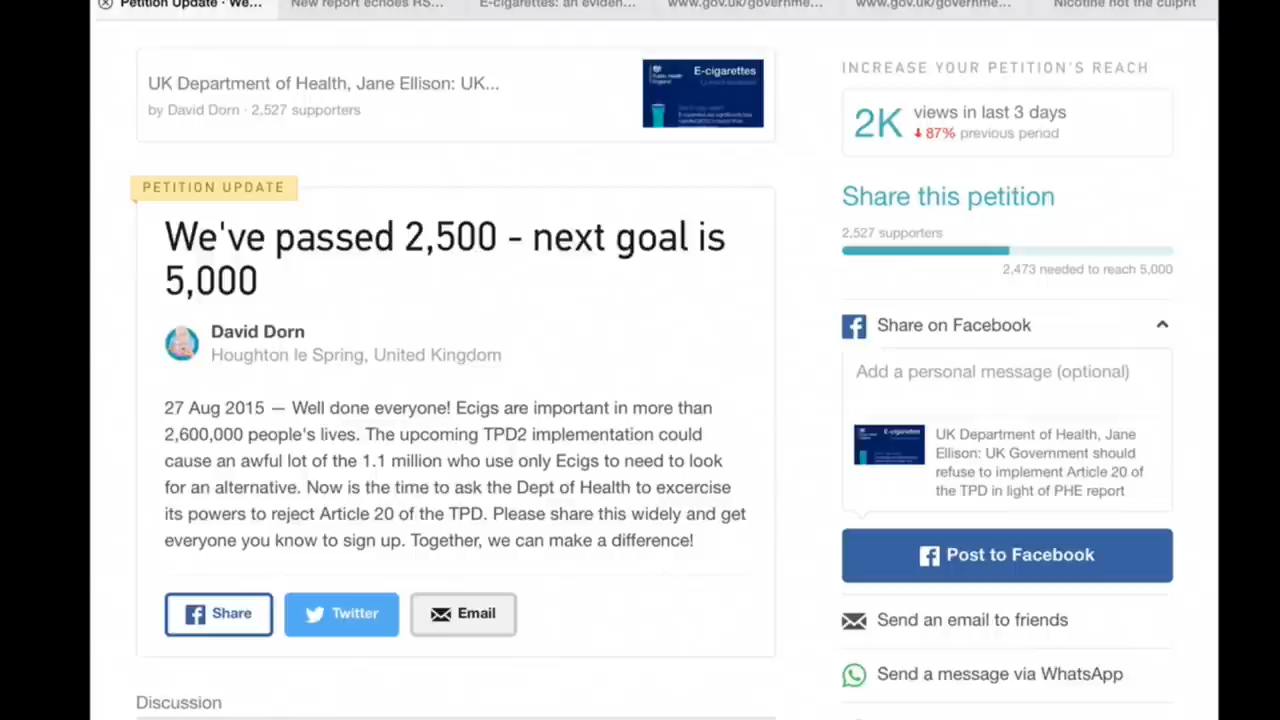 Petition Update · We...
New report echoes RS...
E-cigarettes: an eviden...
www.gov.uk/governme...
www.gov.uk/governme...
Nicotine not the culprit
UK Department of Health, Jane Ellison: UK...
by David Dorn · 2,527 supporters
E-cigarettes
PETITION UPDATE
We've passed 2,500 - next goal is
5,000
David Dorn
Houghton le Spring, United Kingdom
27 Aug 2015 — Well done everyone! Ecigs are important in more than
2,600,000 people's lives. The upcoming TPD2 implementation could
cause an awful lot of the 1.1 million who use only Ecigs to need to look
for an alternative. Now is the time to ask the Dept of Health to excercise
its powers to reject Article 20 of the TPD. Please share this widely and get
everyone you know to sign up. Together, we can make a difference!
Share
Twitter
Email
Discussion
INCREASE YOUR PETITION'S REACH
2K views in last 3 days
87% previous period
Share this petition
2,527 supporters
2,473 needed to reach 5,000
Share on Facebook
Add a personal message (optional)
E-cigarettes
UK Department of Health, Jane
Ellison: UK Government should
refuse to implement Article 20 of
the TPD in light of PHE report
Post to Facebook
Send an email to friends
Send a message via WhatsApp